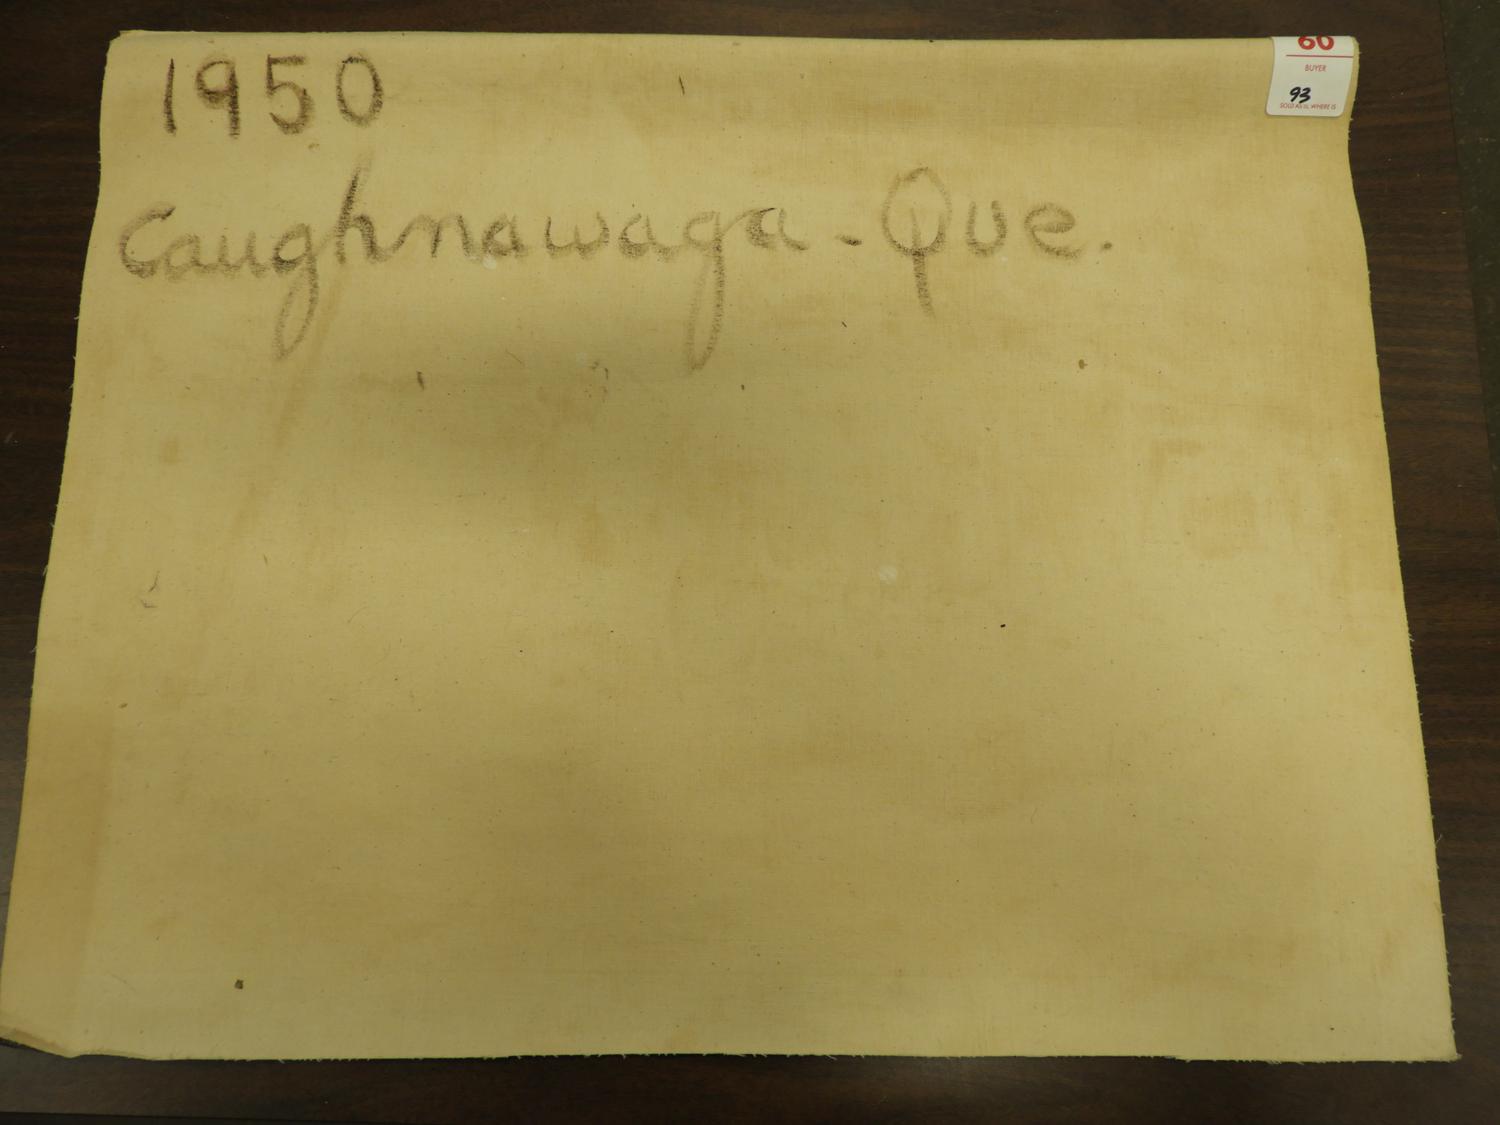 1950
60
BUYER
93
SOLD AS IS, WHERE IS
Caughnawaga - Que.